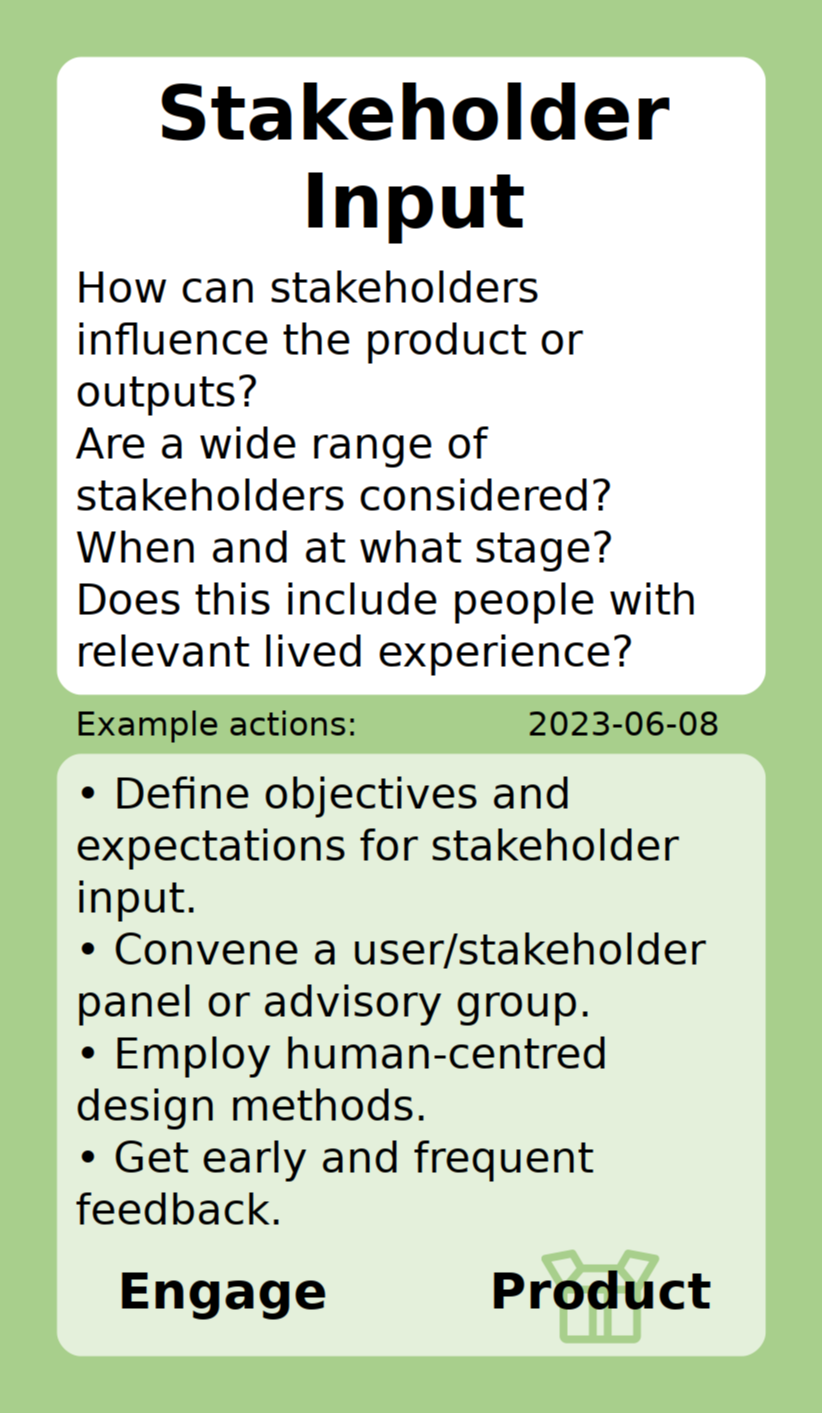 Stakeholder
Input
How can stakeholders
influence the product or
outputs?
Are a wide range of
stakeholders considered?
When and at what stage?
Does this include people with
relevant lived experience?
Example actions: 2023-06-08
• Define objectives and
expectations for stakeholder
input.
• Convene a user/stakeholder
panel or advisory group.
• Employ human-centred
design methods.
• Get early and frequent
feedback.
Engage Product